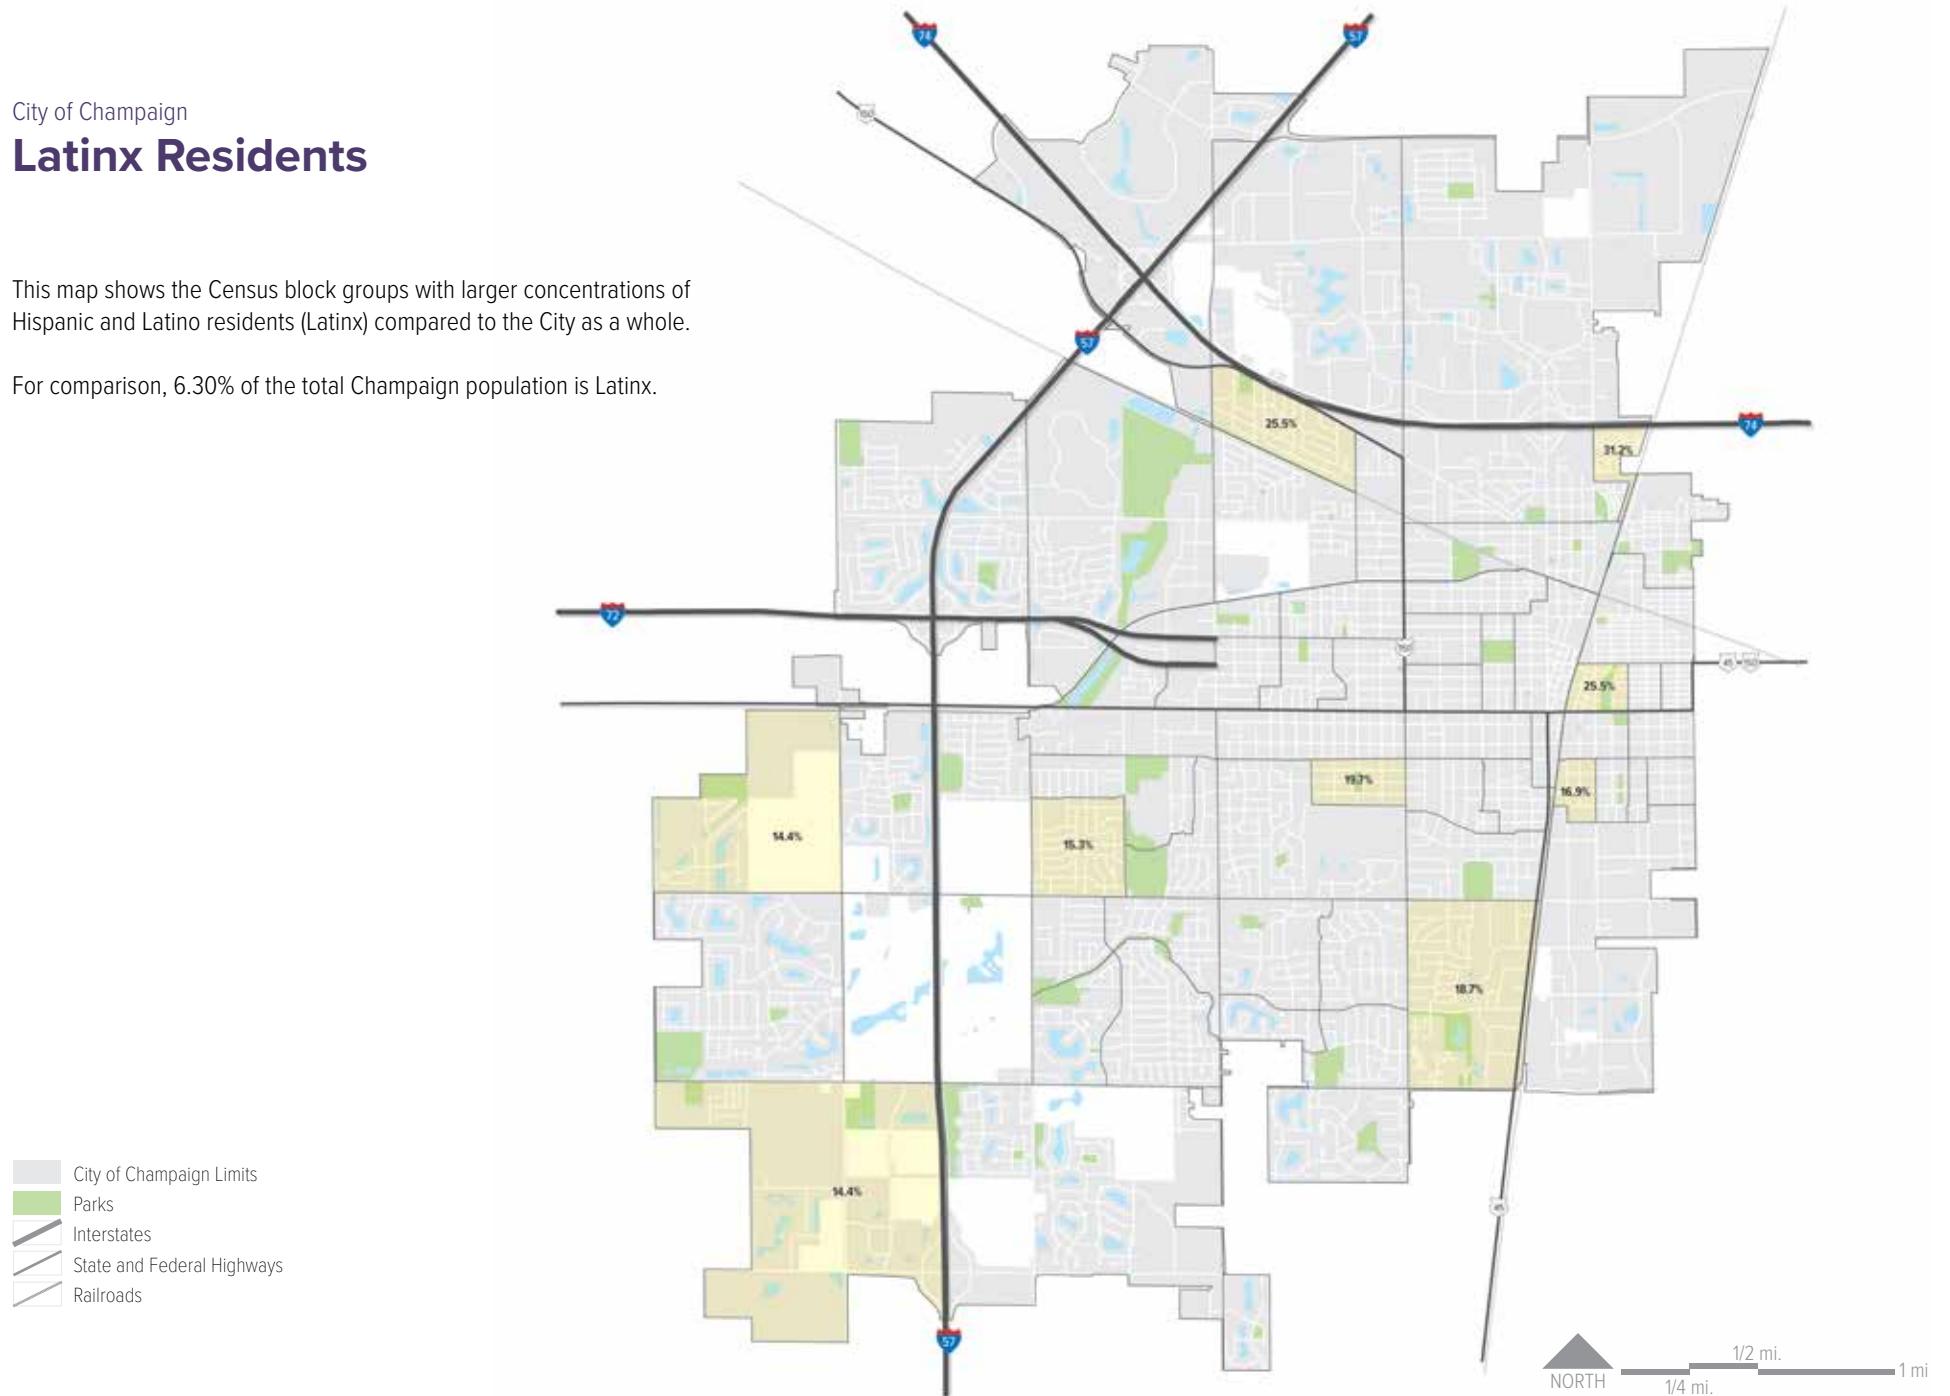 City of Champaign
Latinx Residents
This map shows the Census block groups with larger concentrations of
Hispanic and Latino residents (Latinx) compared to the City as a whole.
For comparison, 6.30% of the total Champaign population is Latinx.
74
57
150
57
25.5%
74
31.2%
72
150
45
150
25.5%
19.7%
16.9%
14.4%
15.3%
18.7%
14.4%
45
57
City of Champaign Limits
Parks
Interstates
State and Federal Highways
Railroads
NORTH
1/4 mi.
1/2 mi.
1 mi